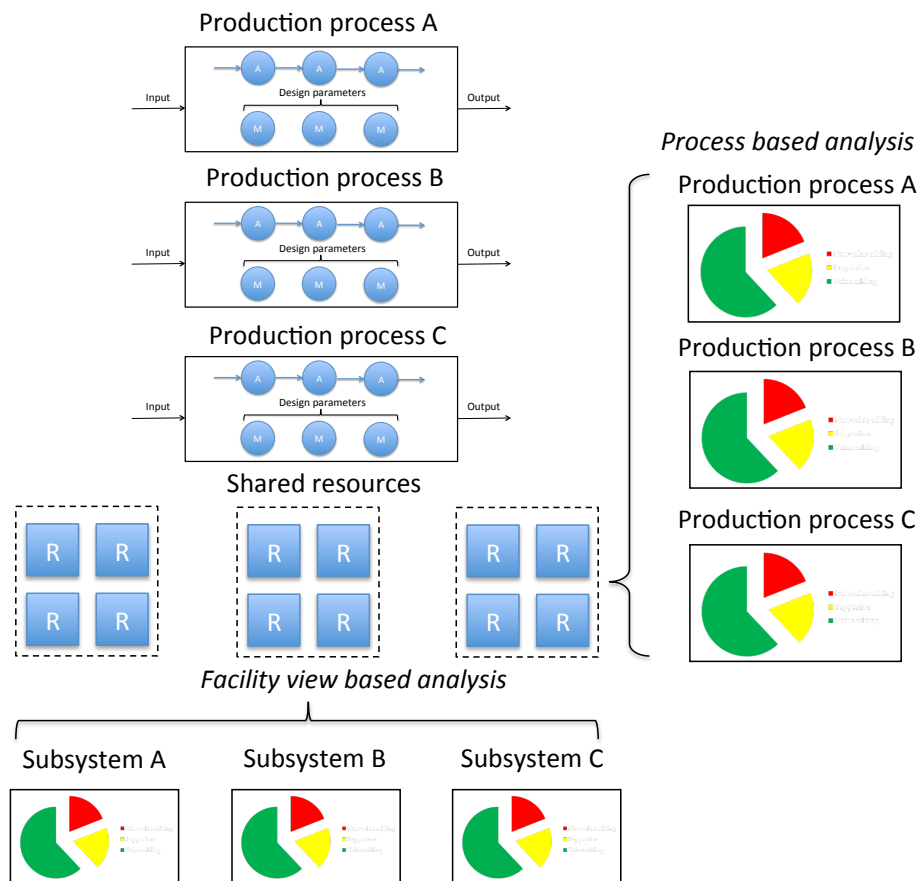 Production process A
A A A
Input
Design parameters
Output
M M M
Production process B
A A A
Input
Design parameters
Output
M M M
Production process C
A A A
Input
Design parameters
Output
M M M
Shared resources
R R R R R R
R R R R R R
Process based analysis
Production process A
Production process B
Production process C
Facility view based analysis
Subsystem A Subsystem B Subsystem C